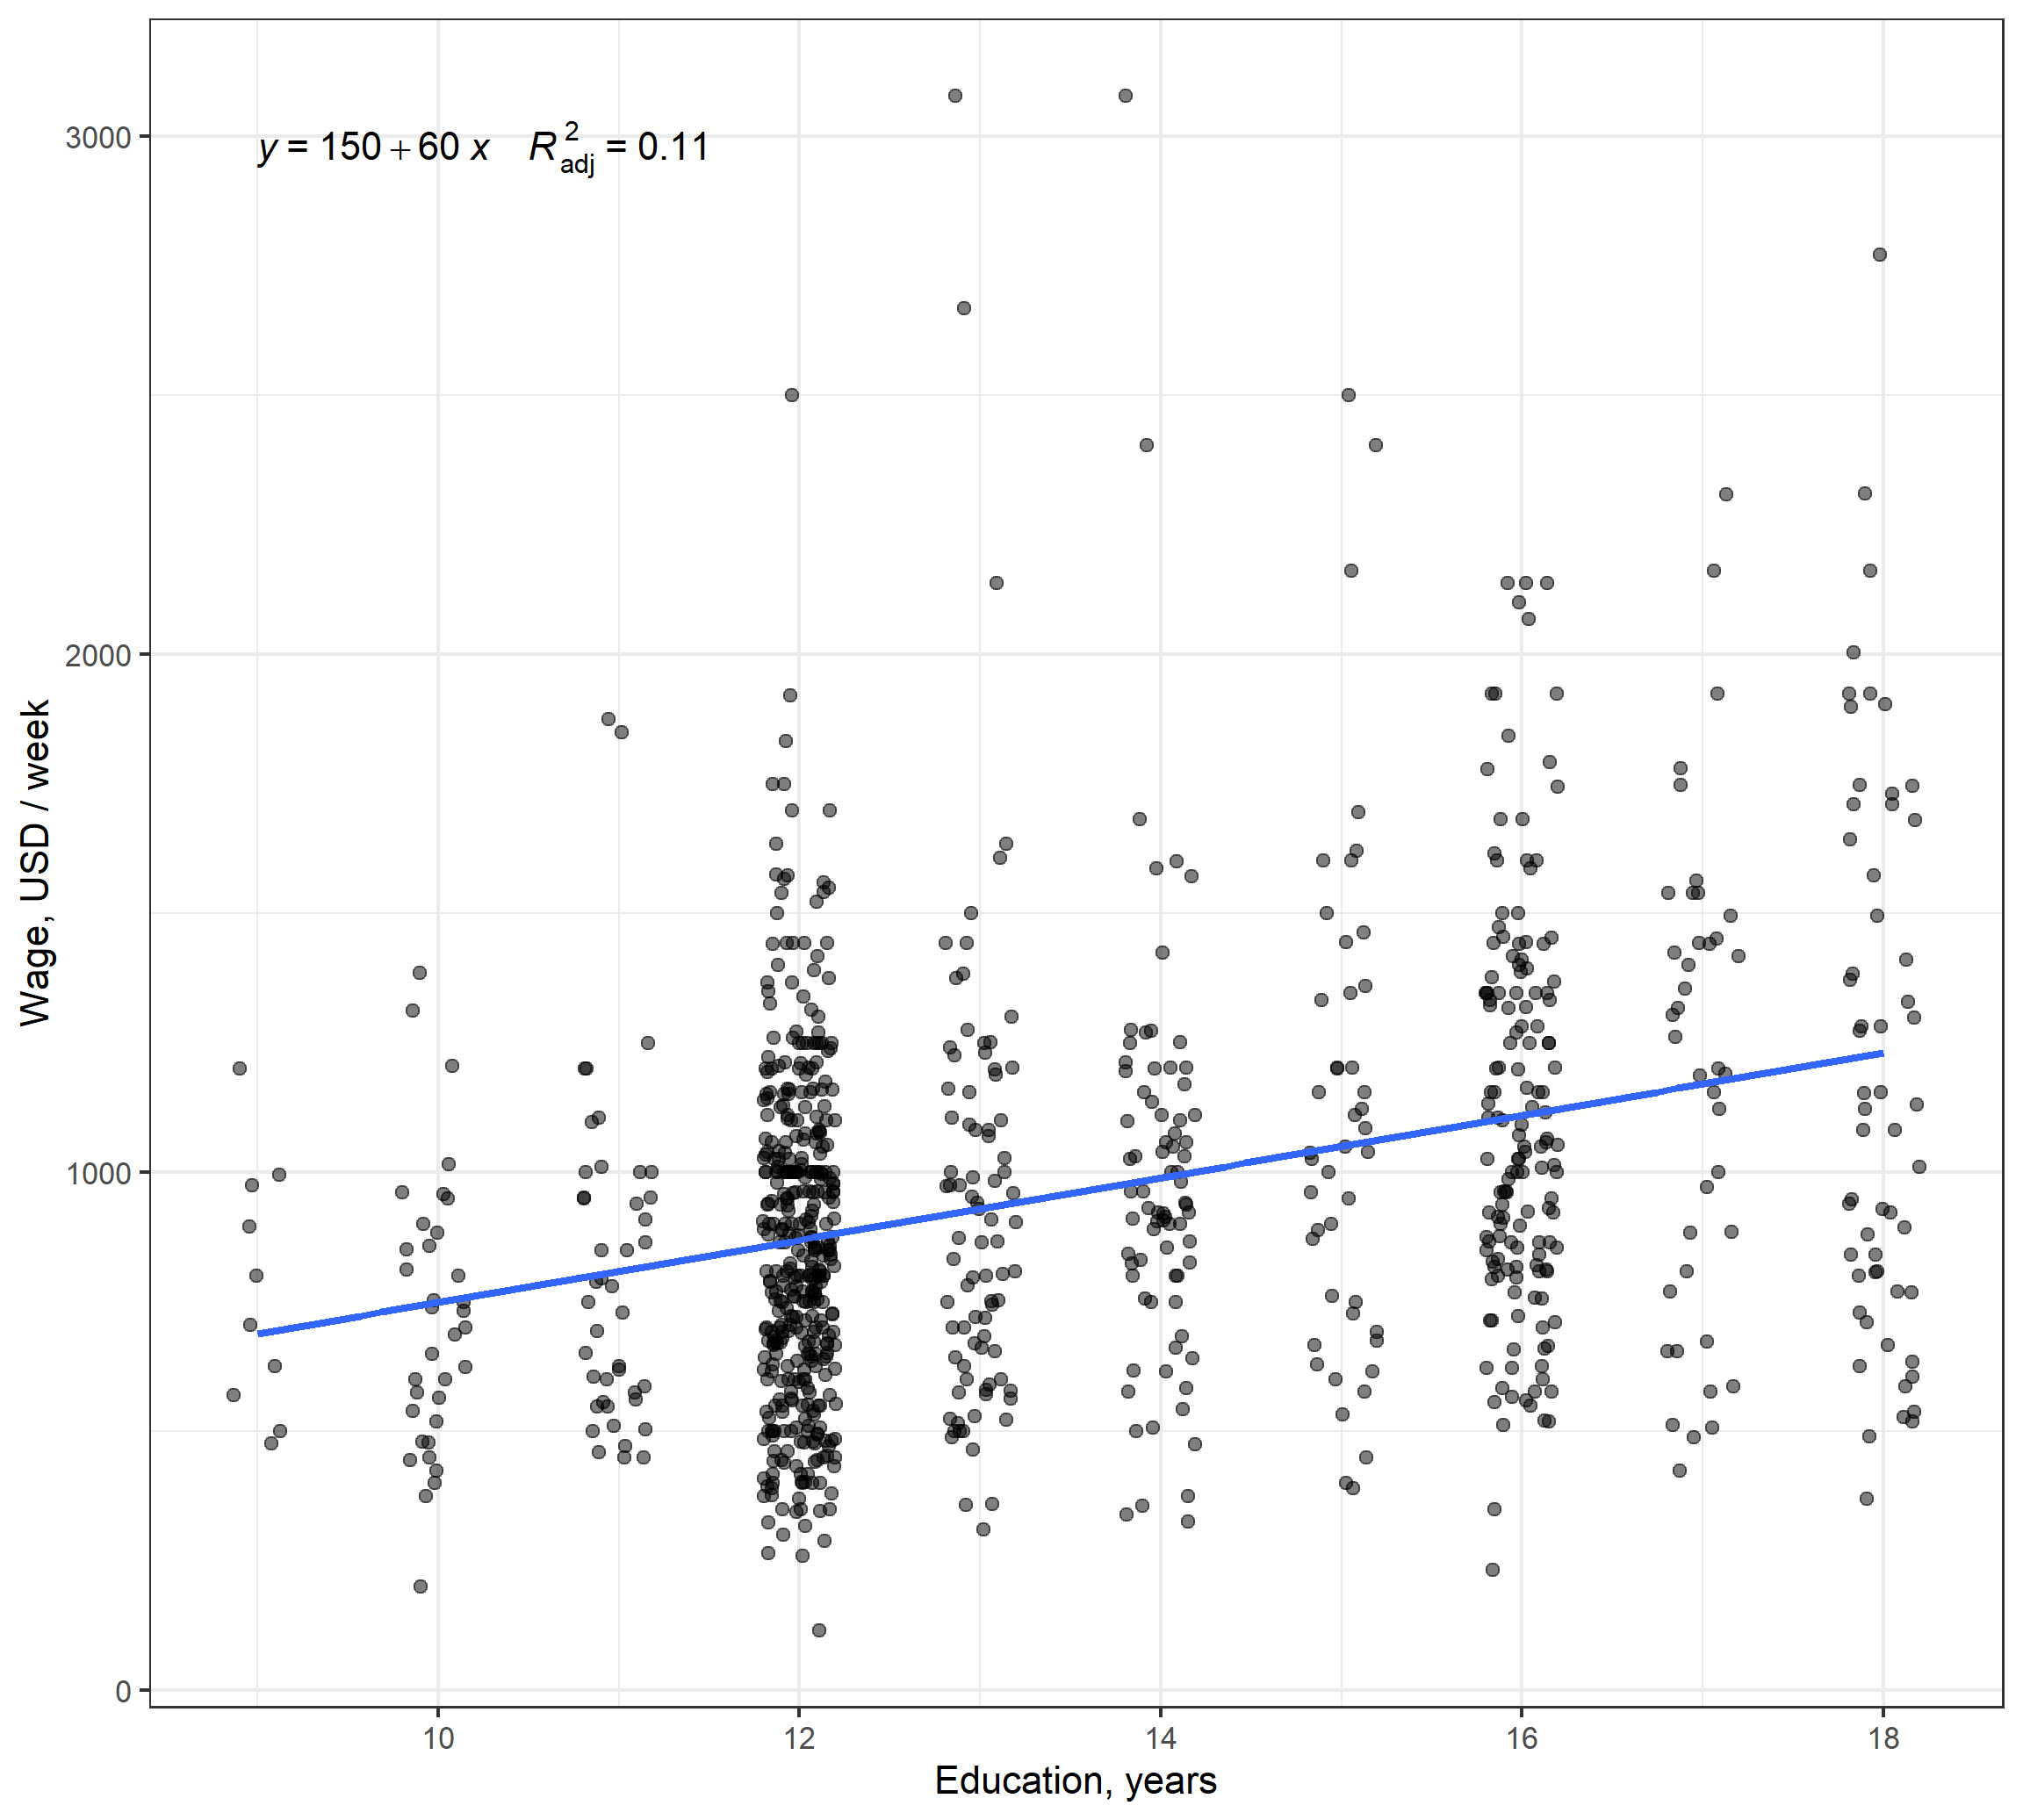 y = 150 + 60 x R²adj = 0.11
3000
2000
1000
0
Wage, USD / week
10 12 14 16 18
Education, years